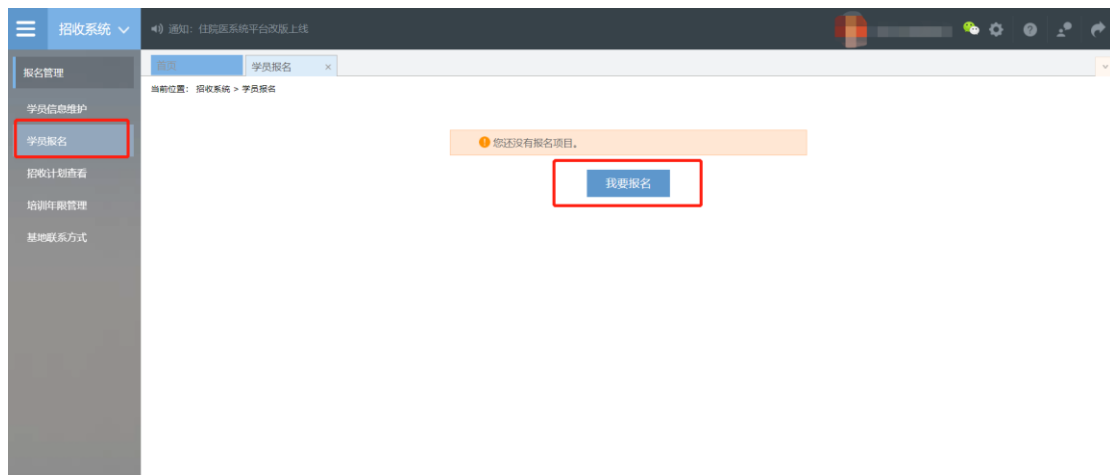 招收系统
通知：住院医系统平台改版上线
报名管理
首页
学员报名 ×
当前位置： 招收系统 > 学员报名
学员信息维护
学员报名
招收计划查看
培训年限管理
基地联系方式
您还没有报名项目。
我要报名